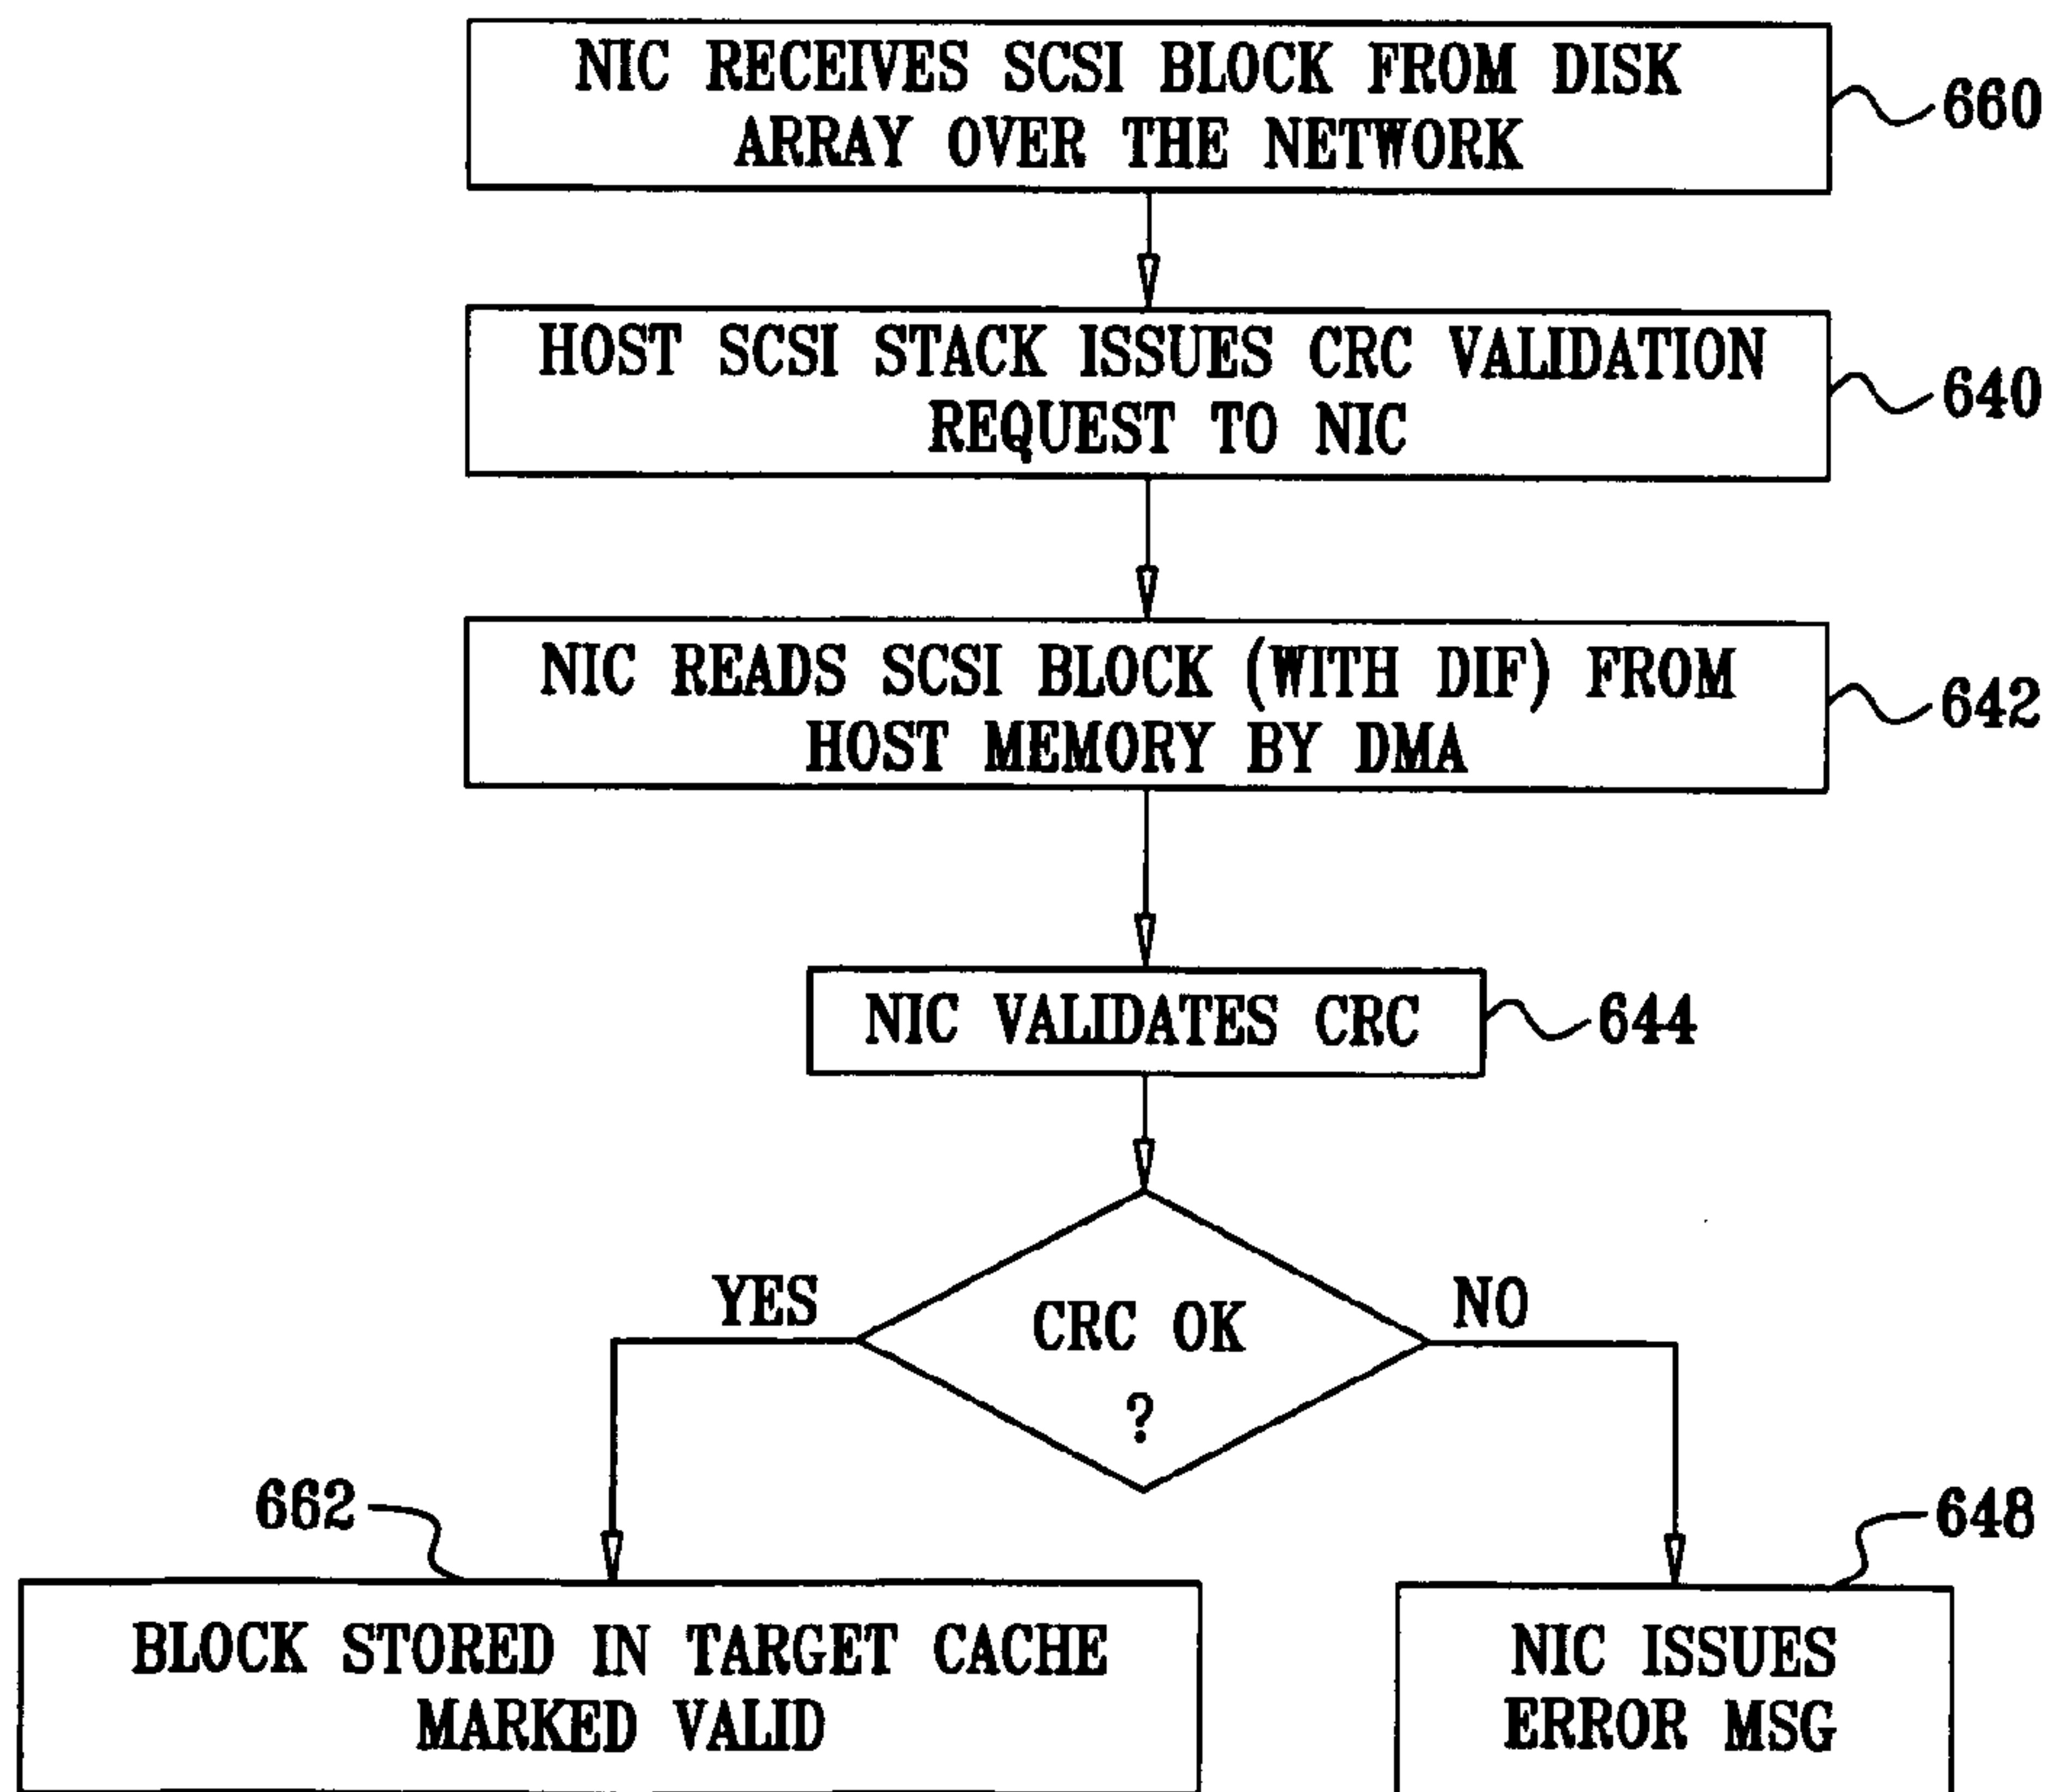 NIC RECEIVES SCSI BLOCK FROM DISK
ARRAY OVER THE NETWORK
660
HOST SCSI STACK ISSUES CRC VALIDATION
REQUEST TO NIC
640
NIC READS SCSI BLOCK (WITH DIF) FROM
HOST MEMORY BY DMA
642
NIC VALIDATES CRC
644
YES
CRC OK
?
NO
662
648
BLOCK STORED IN TARGET CACHE
MARKED VALID
NIC ISSUES
ERROR MSG